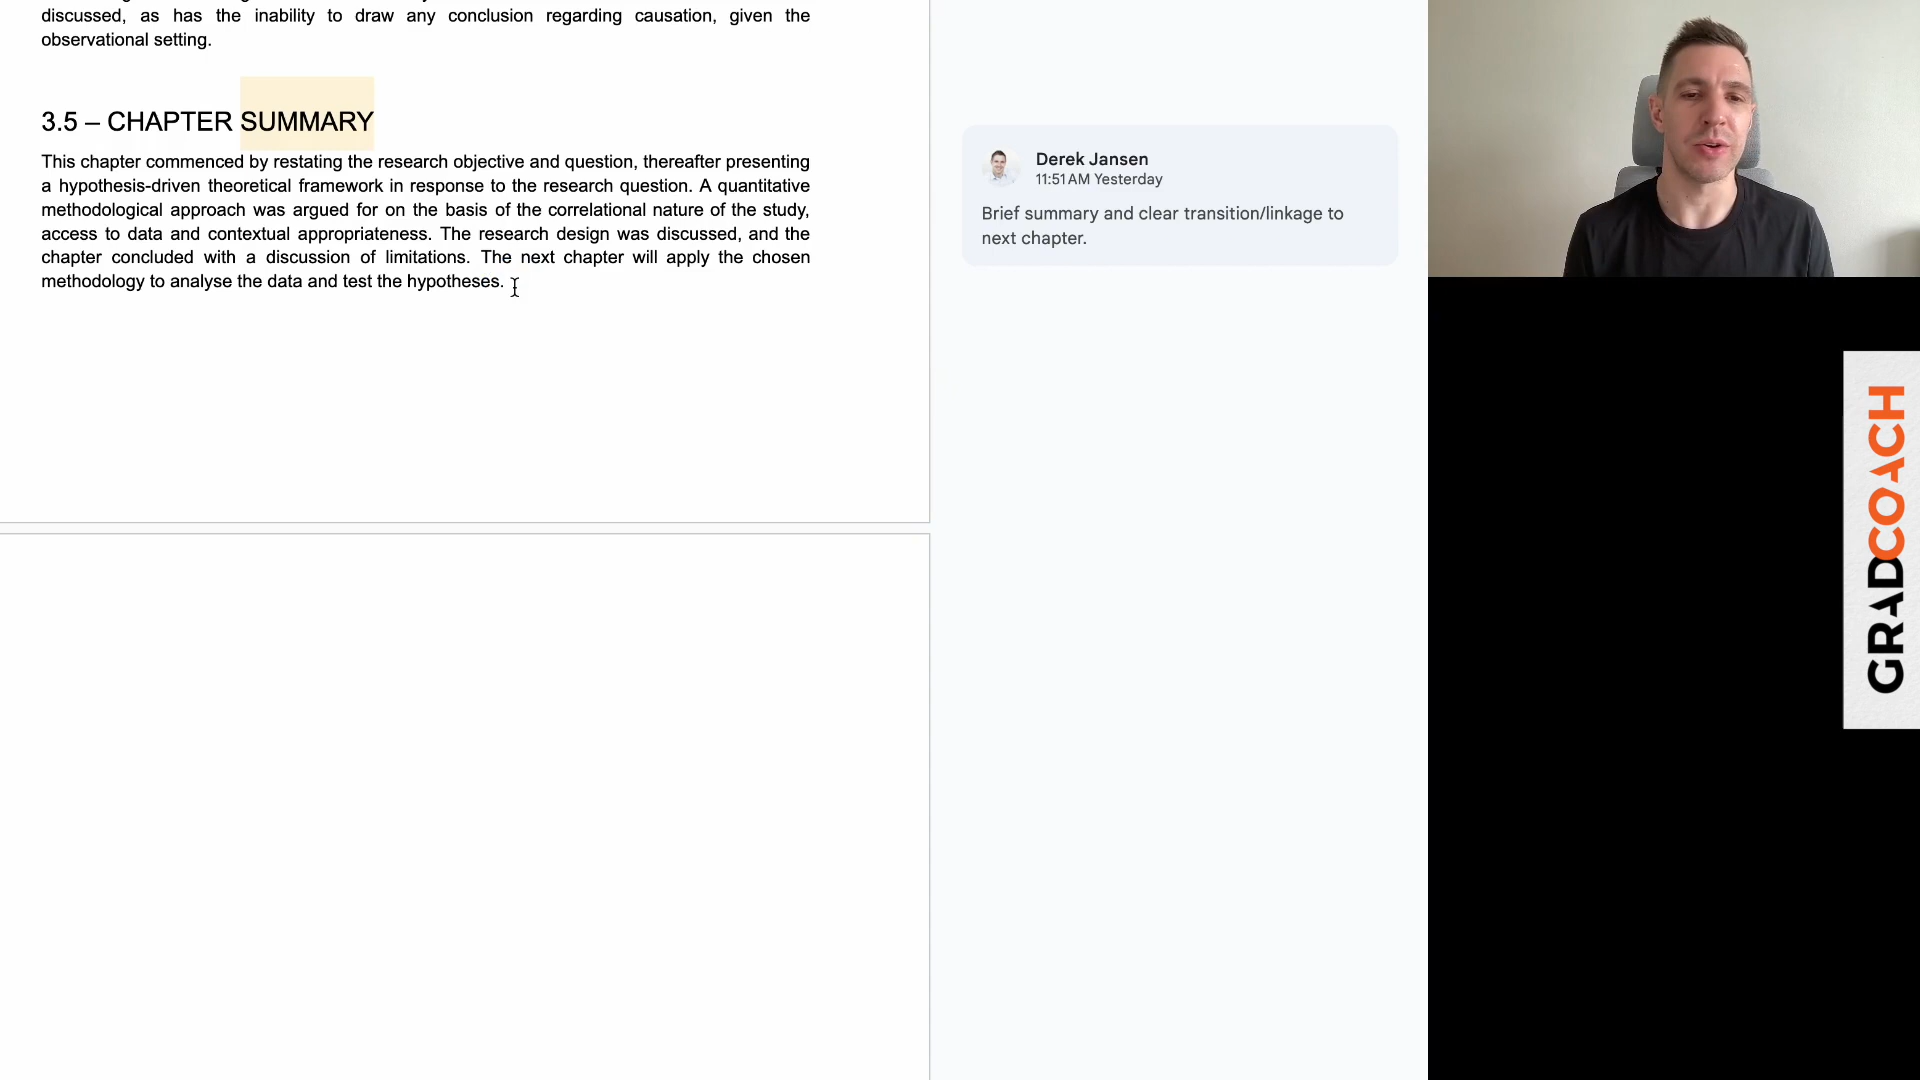 discussed, as has the inability to draw any conclusion regarding causation, given the
observational setting.
3.5 – CHAPTER SUMMARY
This chapter commenced by restating the research objective and question, thereafter presenting
a hypothesis-driven theoretical framework in response to the research question. A quantitative
methodological approach was argued for on the basis of the correlational nature of the study,
access to data and contextual appropriateness. The research design was discussed, and the
chapter concluded with a discussion of limitations. The next chapter will apply the chosen
methodology to analyse the data and test the hypotheses.
Derek Jansen
11:51 AM Yesterday
Brief summary and clear transition/linkage to
next chapter.
GRADCOACH